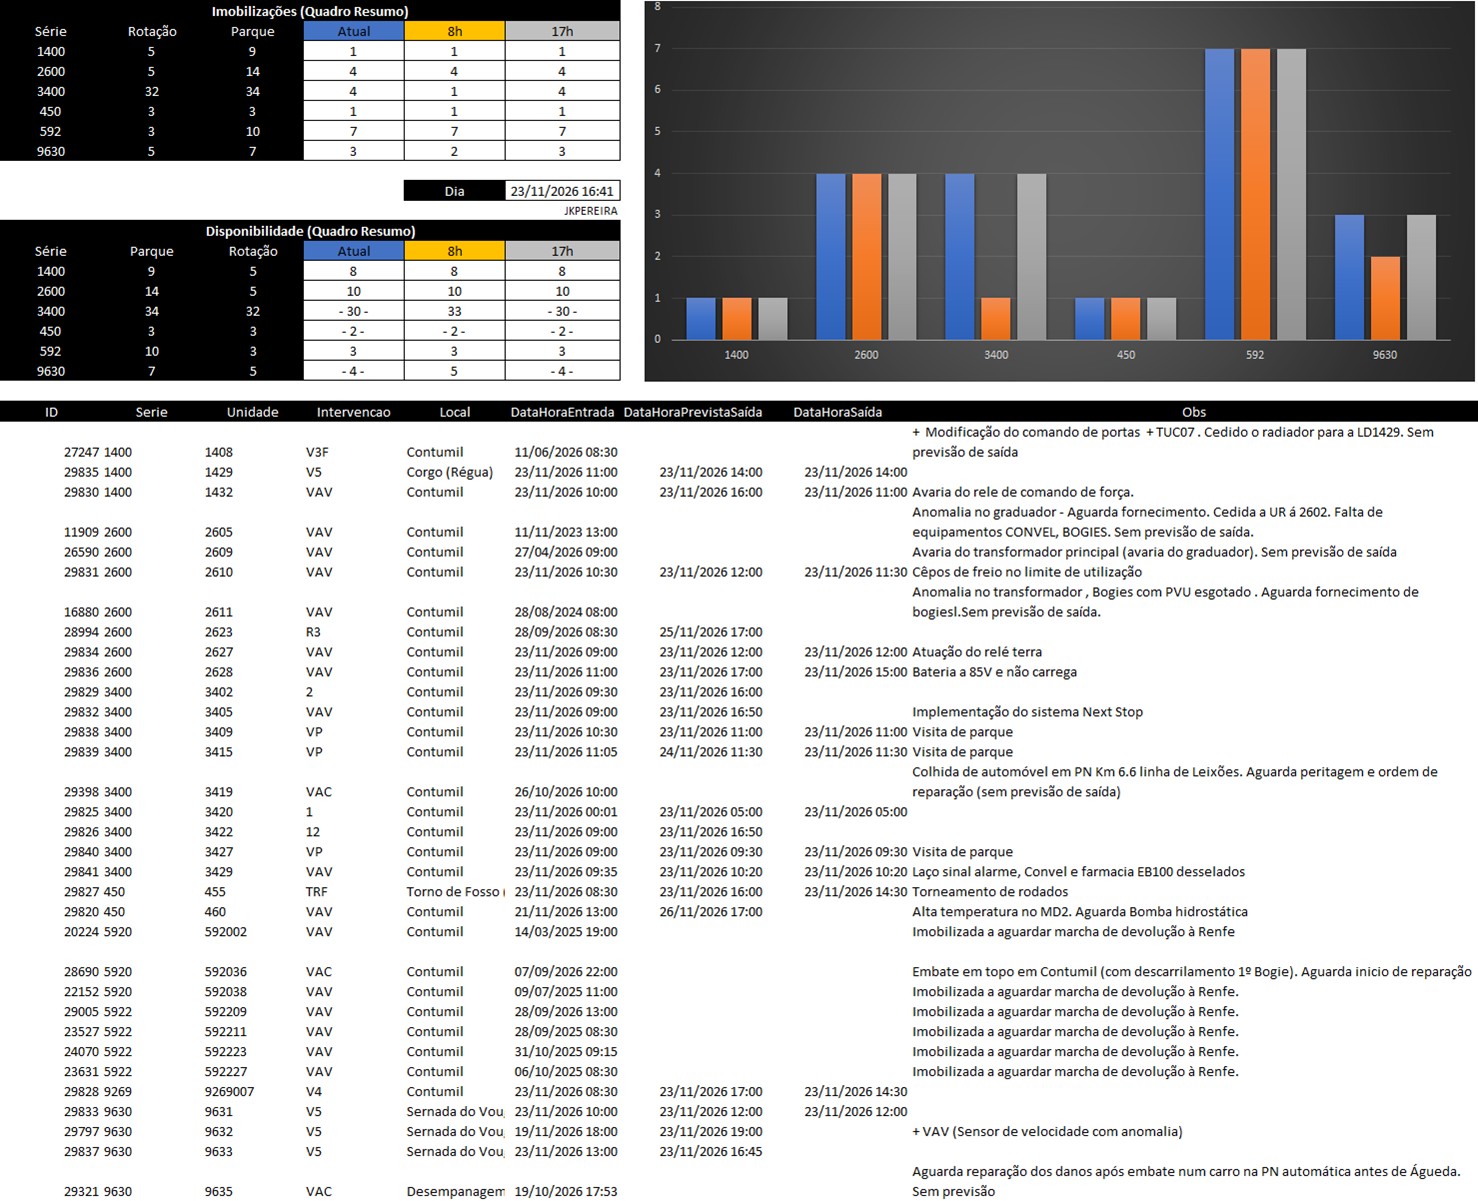 Imobilizações (Quadro Resumo)
Série Rotação Parque Atual 8h 17h
1400 5 9 1 1 1
2600 5 14 4 4 4
3400 32 34 4 1 4
450 3 3 1 1 1
592 3 10 7 7 7
9630 5 7 3 2 3
Dia 23/11/2026 16:41
JKPEREIRA
Disponibilidade (Quadro Resumo)
Série Parque Rotação Atual 8h 17h
1400 9 5 8 8 8
2600 14 5 10 10 10
3400 34 32 - 30 - 33 - 30 -
450 3 3 - 2 - - 2 - - 2 -
592 10 3 3 3 3
9630 7 5 - 4 - 5 - 4 -
8
7
6
5
4
3
2
1
0
1400 2600 3400 450 592 9630
ID Serie Unidade Intervencao Local DataHoraEntrada DataHoraPrevistaSaída DataHoraSaída Obs
+ Modificação do comando de portas + TUC07 . Cedido o radiador para a LD1429. Sem
27247 1400 1408 V3F Contumil 11/06/2026 08:30 previsão de saída
29835 1400 1429 V5 Corgo (Régua) 23/11/2026 11:00 23/11/2026 14:00 23/11/2026 14:00
29830 1400 1432 VAV Contumil 23/11/2026 10:00 23/11/2026 16:00 23/11/2026 11:00 Avaria do rele de comando de força.
Anomalia no graduador - Aguarda fornecimento. Cedida a UR á 2602. Falta de
11909 2600 2605 VAV Contumil 11/11/2023 13:00 equipamentos CONVEL, BOGIES. Sem previsão de saída.
26590 2600 2609 VAV Contumil 27/04/2026 09:00 Avaria do transformador principal (avaria do graduador). Sem previsão de saída
29831 2600 2610 VAV Contumil 23/11/2026 10:30 23/11/2026 12:00 23/11/2026 11:30 Cêpos de freio no limite de utilização
Anomalia no transformador , Bogies com PVU esgotado . Aguarda fornecimento de
16880 2600 2611 VAV Contumil 28/08/2024 08:00 bogiesl.Sem previsão de saída.
28994 2600 2623 R3 Contumil 28/09/2026 08:30 25/11/2026 17:00
29834 2600 2627 VAV Contumil 23/11/2026 09:00 23/11/2026 12:00 23/11/2026 12:00 Atuação do relé terra
29836 2600 2628 VAV Contumil 23/11/2026 11:00 23/11/2026 17:00 23/11/2026 15:00 Bateria a 85V e não carrega
29829 3400 3402 2 Contumil 23/11/2026 09:30 23/11/2026 16:00
29832 3400 3405 VAV Contumil 23/11/2026 09:00 23/11/2026 16:50 Implementação do sistema Next Stop
29838 3400 3409 VP Contumil 23/11/2026 10:30 23/11/2026 11:00 23/11/2026 11:00 Visita de parque
29839 3400 3415 VP Contumil 23/11/2026 11:05 24/11/2026 11:30 23/11/2026 11:30 Visita de parque
Colhida de automóvel em PN Km 6.6 linha de Leixões. Aguarda peritagem e ordem de
29398 3400 3419 VAC Contumil 26/10/2026 10:00 reparação (sem previsão de saída)
29825 3400 3420 1 Contumil 23/11/2026 00:01 23/11/2026 05:00 23/11/2026 05:00
29826 3400 3422 12 Contumil 23/11/2026 09:00 23/11/2026 16:50
29840 3400 3427 VP Contumil 23/11/2026 09:00 23/11/2026 09:30 23/11/2026 09:30 Visita de parque
29841 3400 3429 VAV Contumil 23/11/2026 09:35 23/11/2026 10:20 23/11/2026 10:20 Laço sinal alarme, Convel e farmacia EB100 desselados
29827 450 455 TRF Torno de Fosso ( 23/11/2026 08:30 23/11/2026 16:00 23/11/2026 14:30 Torneamento de rodados
29820 450 460 VAV Contumil 21/11/2026 13:00 26/11/2026 17:00 Alta temperatura no MD2. Aguarda Bomba hidrostática
20224 5920 592002 VAV Contumil 14/03/2025 19:00 Imobilizada a aguardar marcha de devolução à Renfe
28690 5920 592036 VAC Contumil 07/09/2026 22:00 Embate em topo em Contumil (com descarrilamento 1º Bogie). Aguarda inicio de reparação
22152 5920 592038 VAV Contumil 09/07/2025 11:00 Imobilizada a aguardar marcha de devolução à Renfe.
29005 5922 592209 VAV Contumil 28/09/2026 13:00 Imobilizada a aguardar marcha de devolução à Renfe.
23527 5922 592211 VAV Contumil 28/09/2025 08:30 Imobilizada a aguardar marcha de devolução à Renfe.
24070 5922 592223 VAV Contumil 31/10/2025 09:15 Imobilizada a aguardar marcha de devolução à Renfe.
23631 5922 592227 VAV Contumil 06/10/2025 08:30 Imobilizada a aguardar marcha de devolução à Renfe.
29828 9269 9269007 V4 Contumil 23/11/2026 08:30 23/11/2026 17:00 23/11/2026 14:30
29833 9630 9631 V5 Sernada do Vou 23/11/2026 10:00 23/11/2026 12:00 23/11/2026 12:00
29797 9630 9632 V5 Sernada do Vou 19/11/2026 18:00 23/11/2026 19:00 + VAV (Sensor de velocidade com anomalia)
29837 9630 9633 V5 Sernada do Vou 23/11/2026 13:00 23/11/2026 16:45
Aguarda reparação dos danos após embate num carro na PN automática antes de Águeda.
29321 9630 9635 VAC Desempanagem 19/10/2026 17:53 Sem previsão